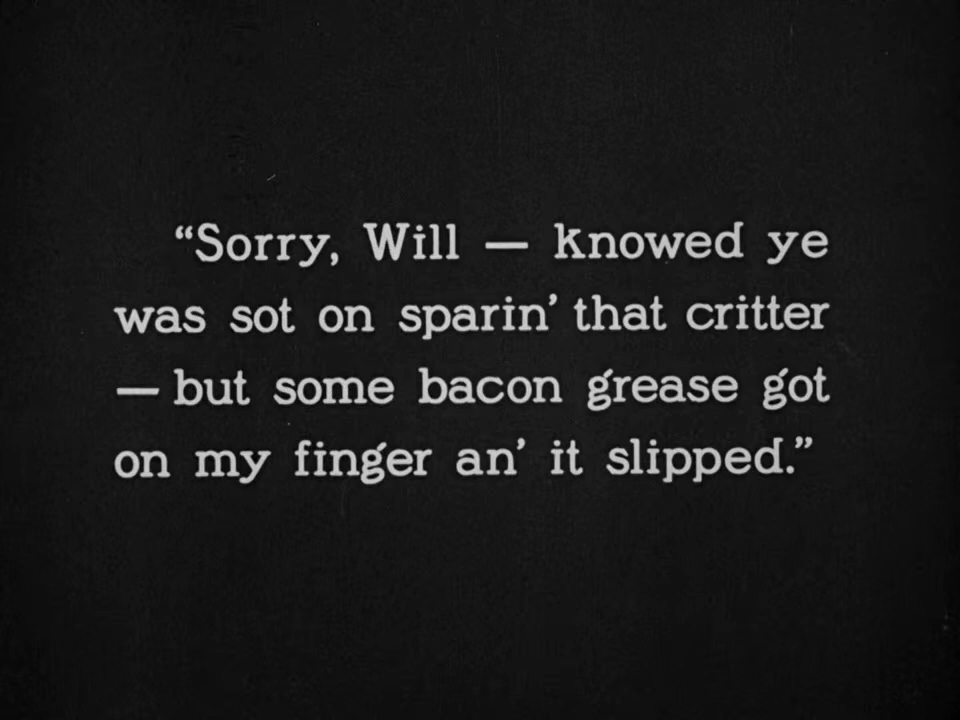 “Sorry, Will — knowed ye
was sot on sparin’ that critter
— but some bacon grease got
on my finger an’ it slipped.”